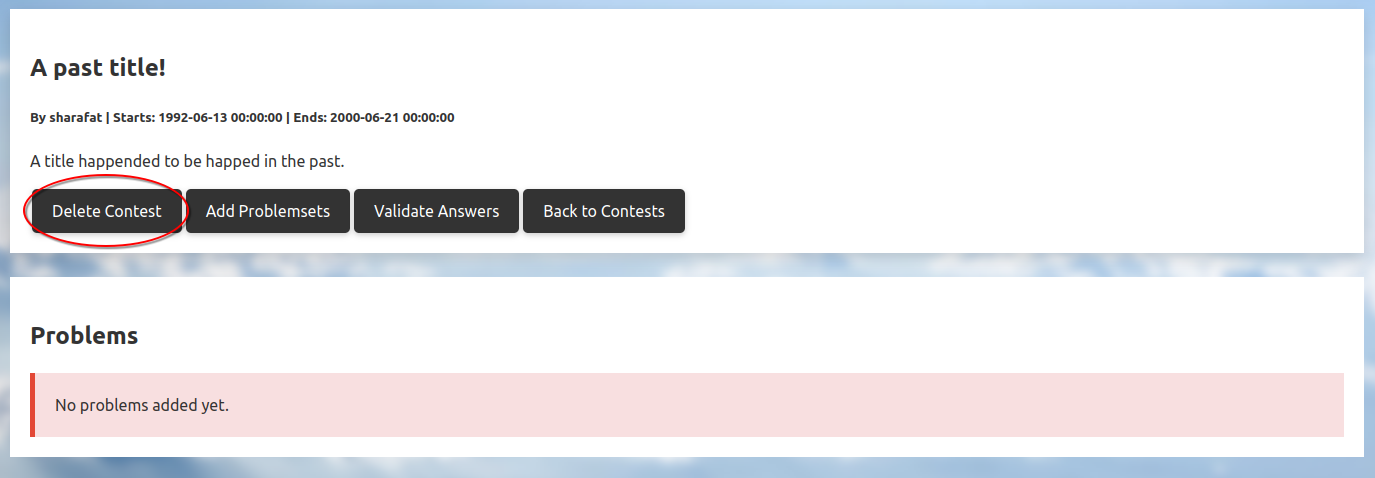 A past title!
By sharafat | Starts: 1992-06-13 00:00:00 | Ends: 2000-06-21 00:00:00
A title happended to be happed in the past.
Delete Contest Add Problemsets Validate Answers Back to Contests
Problems
No problems added yet.